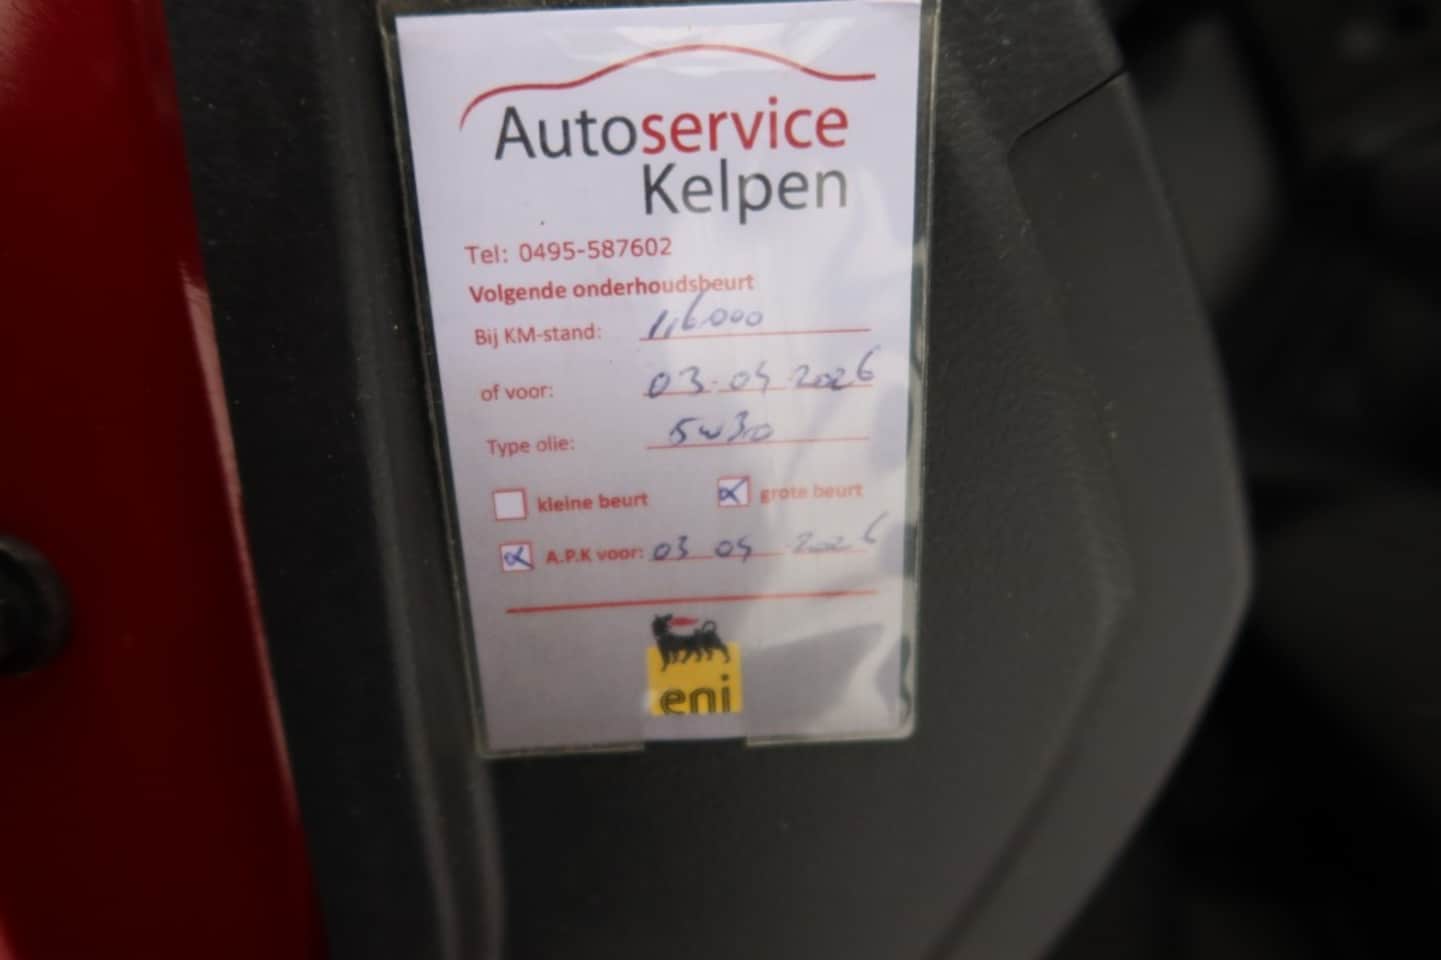 Autoservice
Kelpen
Tel: 0495-587602
Volgende onderhoudsbeurt
Bij KM-stand: 116000
of voor: 03-04 2026
Type olie: 5w30
kleine beurt grote beurt
A.P.K voor: 03 04 2026
eni